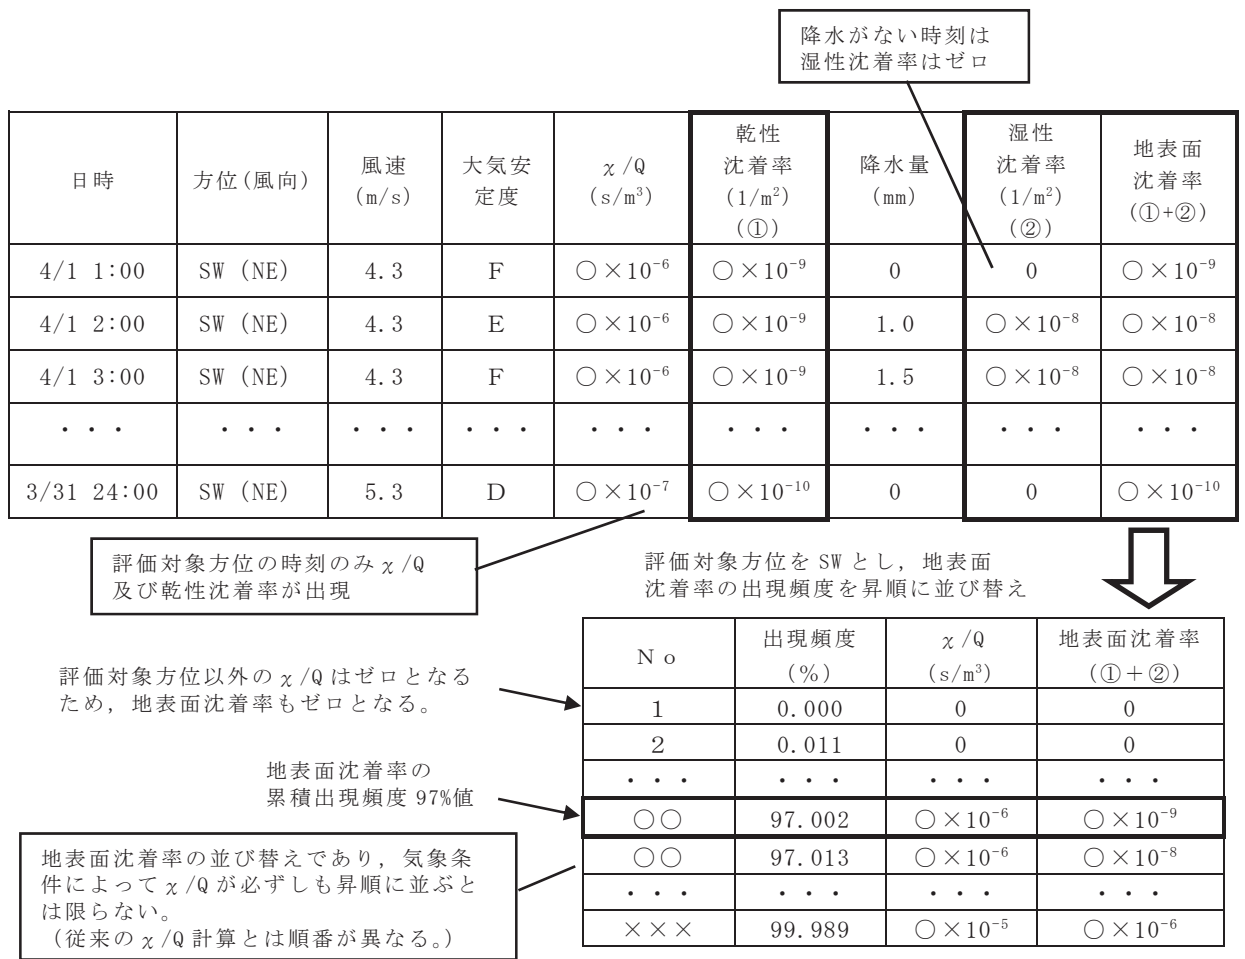 降水がない時刻は
湿性沈着率はゼロ
日時 方位(風向) 風速(m/s) 大気安定度 χ/Q(s/m³) 乾性沈着率(1/m²)(①) 降水量(mm) 湿性沈着率(1/m²)(②) 地表面沈着率(①+②)
4/1 1:00 SW (NE) 4.3 F ○×10⁻⁶ ○×10⁻⁹ 0 0 ○×10⁻⁹
4/1 2:00 SW (NE) 4.3 E ○×10⁻⁶ ○×10⁻⁹ 1.0 ○×10⁻⁸ ○×10⁻⁸
4/1 3:00 SW (NE) 4.3 F ○×10⁻⁶ ○×10⁻⁹ 1.5 ○×10⁻⁸ ○×10⁻⁸
・・・ ・・・ ・・・ ・・・ ・・・ ・・・ ・・・ ・・・ ・・・
3/31 24:00 SW (NE) 5.3 D ○×10⁻⁷ ○×10⁻¹⁰ 0 0 ○×10⁻¹⁰
評価対象方位の時刻のみχ/Q
及び乾性沈着率が出現
評価対象方位を SW とし，地表面
沈着率の出現頻度を昇順に並び替え
評価対象方位以外のχ/Qはゼロとなる
ため，地表面沈着率もゼロとなる。
地表面沈着率の
累積出現頻度 97%値
地表面沈着率の並び替えであり，気象条
件によってχ/Qが必ずしも昇順に並ぶと
は限らない。
（従来のχ/Q計算とは順番が異なる。）
Ｎｏ 出現頻度(%) χ/Q(s/m³) 地表面沈着率(①＋②)
1 0.000 0 0
2 0.011 0 0
・・・ ・・・ ・・・ ・・・
○○ 97.002 ○×10⁻⁶ ○×10⁻⁹
○○ 97.013 ○×10⁻⁶ ○×10⁻⁸
・・・ ・・・ ・・・ ・・・
××× 99.989 ○×10⁻⁵ ○×10⁻⁶